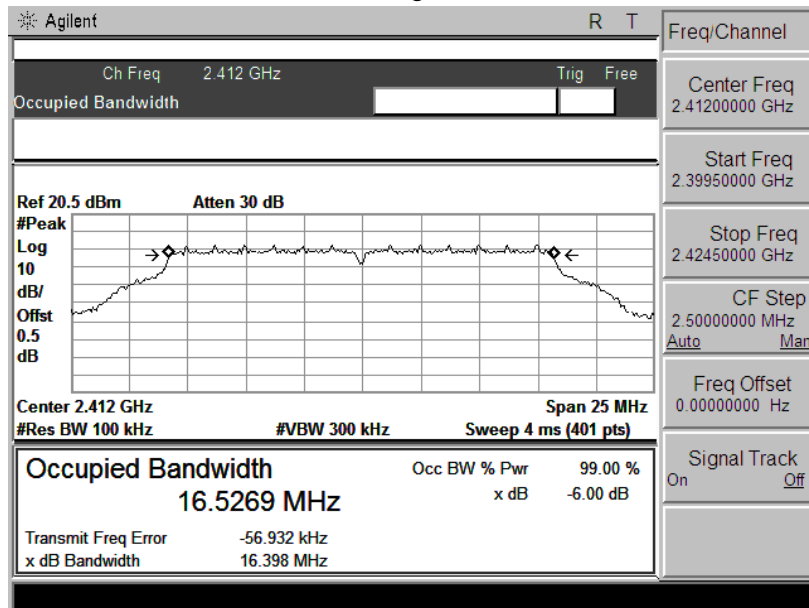 Agilent R T
Ch Freq 2.412 GHz Trig Free
Occupied Bandwidth
Ref 20.5 dBm Atten 30 dB
#Peak
Log
10
dB/
Offst
0.5
dB
Center 2.412 GHz Span 25 MHz
#Res BW 100 kHz #VBW 300 kHz Sweep 4 ms (401 pts)
Occupied Bandwidth Occ BW % Pwr 99.00 %
16.5269 MHz x dB -6.00 dB
Transmit Freq Error -56.932 kHz
x dB Bandwidth 16.398 MHz
Freq/Channel
Center Freq
2.41200000 GHz
Start Freq
2.39950000 GHz
Stop Freq
2.42450000 GHz
CF Step
2.50000000 MHz
Auto Man
Freq Offset
0.00000000 Hz
Signal Track
On Off